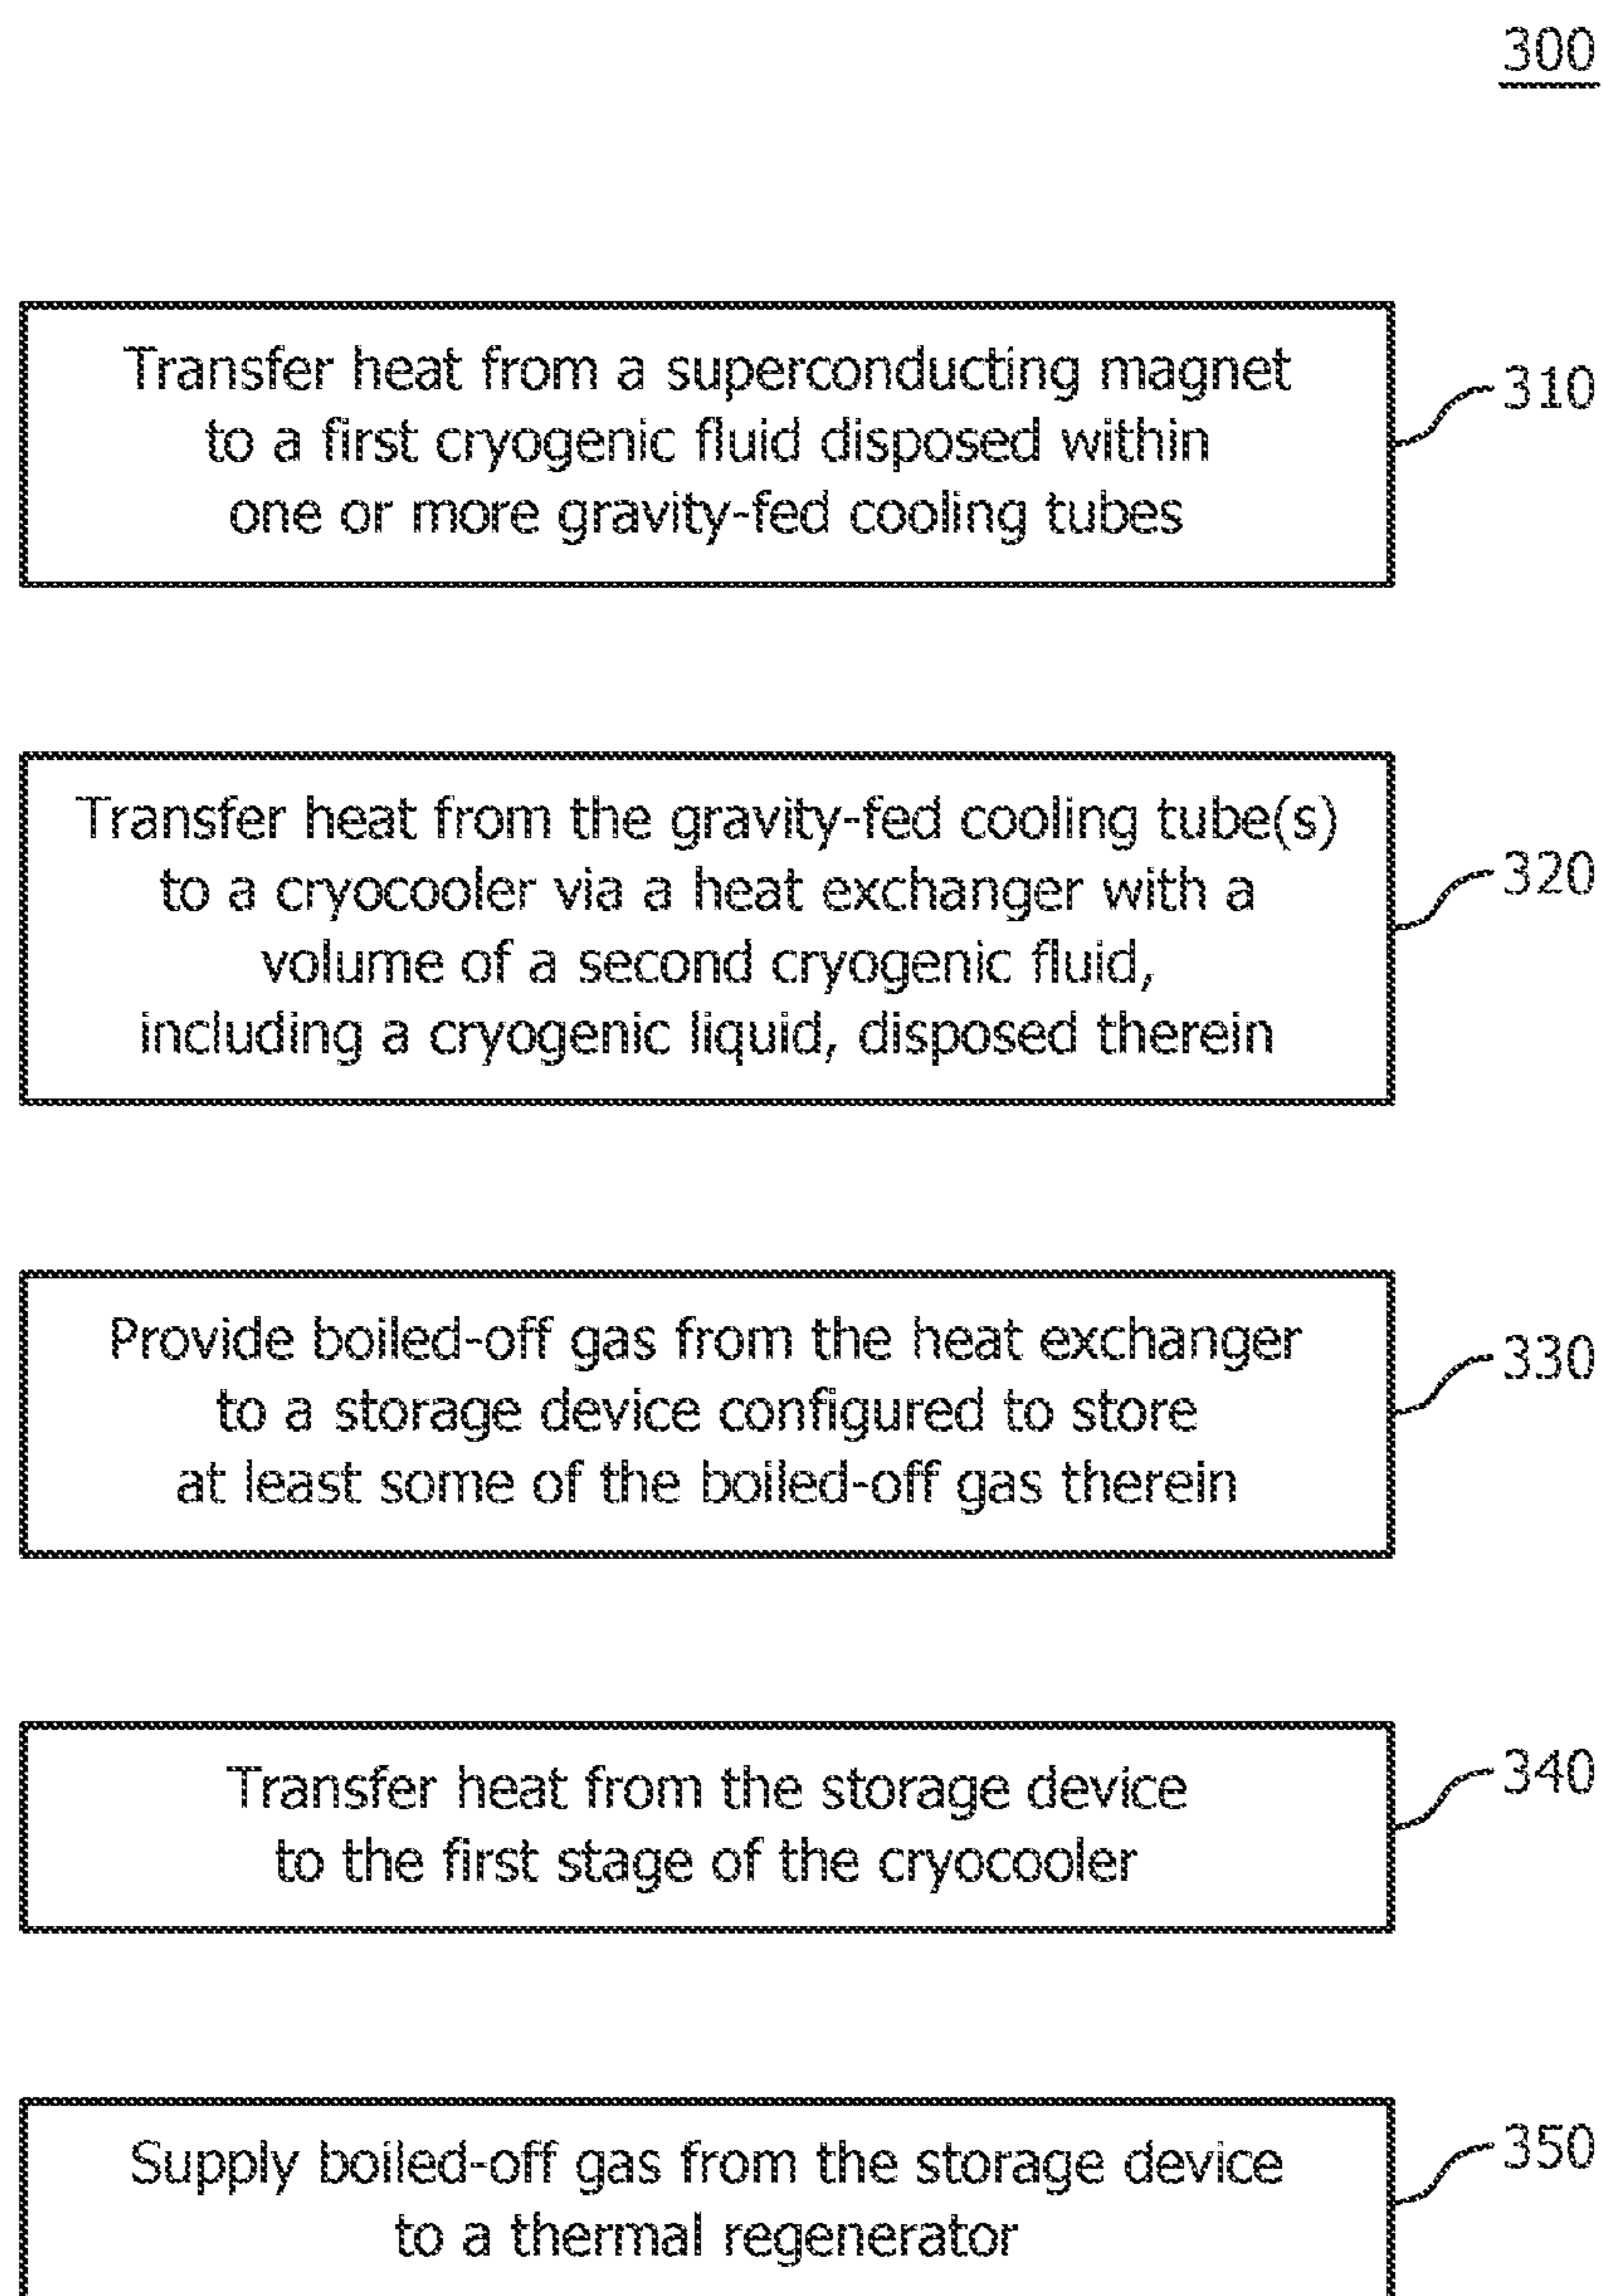 300
Transfer heat from a superconducting magnet
to a first cryogenic fluid disposed within
one or more gravity-fed cooling tubes
310
Transfer heat from the gravity-fed cooling tube(s)
to a cryocooler via a heat exchanger with a
volume of a second cryogenic fluid,
including a cryogenic liquid, disposed therein
320
Provide boiled-off gas from the heat exchanger
to a storage device configured to store
at least some of the boiled-off gas therein
330
Transfer heat from the storage device
to the first stage of the cryocooler
340
Supply boiled-off gas from the storage device
to a thermal regenerator
350